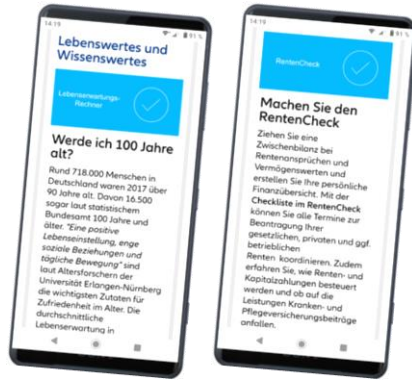 14:19
91 %
Lebenswertes und
Wissenswertes
Lebenserwartungs-
Rechner
Werde ich 100 Jahre
alt?
Rund 718.000 Menschen in
Deutschland waren 2017 über
90 Jahre alt. Davon 16.500
sogar laut statistischem
Bundesamt 100 Jahre und
älter. "Eine positive
Lebenseinstellung, enge
soziale Beziehungen und
tägliche Bewegung" sind
laut Altersforschern der
Universität Erlangen-Nürnberg
die wichtigsten Zutaten für
Zufriedenheit im Alter. Die
durchschnittliche
Lebenserwartung in
14:19
91 %
RentenCheck
Machen Sie den
RentenCheck
Ziehen Sie eine
Zwischenbilanz bei
Rentenansprüchen und
Vermögenswerten und
erstellen Sie Ihre persönliche
Finanzübersicht. Mit der
Checkliste im RentenCheck
können Sie alle Termine zur
Beantragung Ihrer
gesetzlichen, privaten und ggf.
betrieblichen
Renten koordinieren. Zudem
erfahren Sie, wie Renten- und
Kapitalzahlungen besteuert
werden und ob auf die
Leistungen Kranken- und
Pflegeversicherungsbeiträge
anfallen.